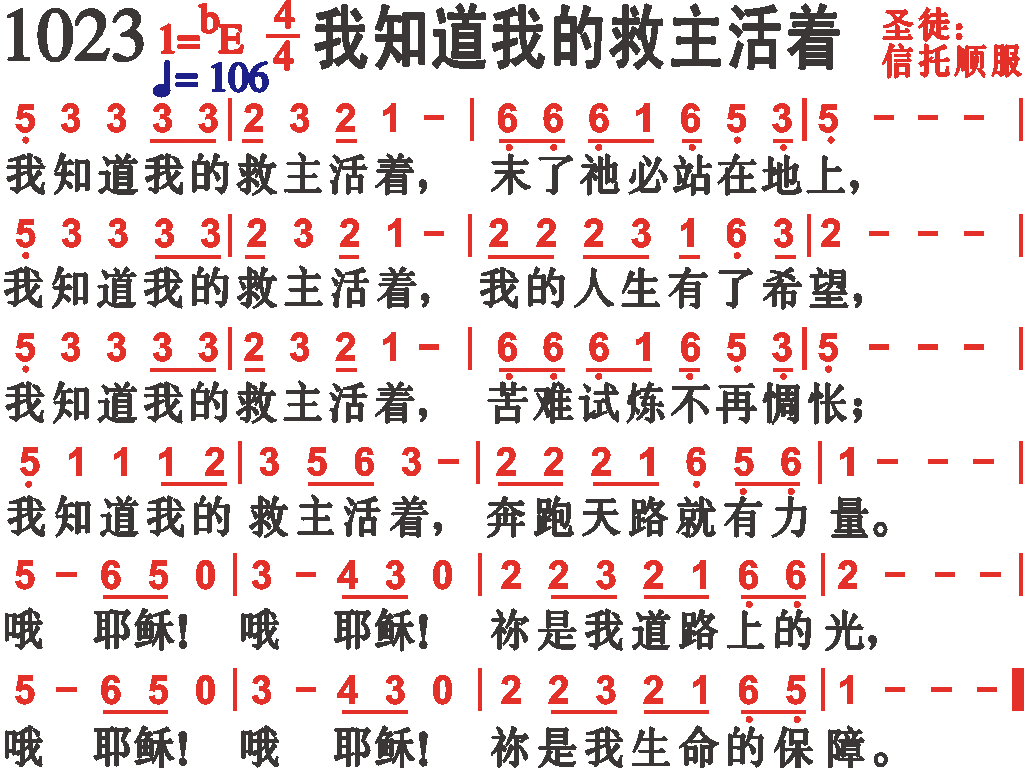 1023 1=ᵇE 4/4 我知道我的救主活着 圣徒：
♩= 106 信托顺服
5 3 3 3 3 | 2 3 2 1 － | 6 6 6 1 6 5 3 | 5 － － － |
我知道我的救主活着， 末了祂必站在地上，
5 3 3 3 3 | 2 3 2 1 － | 2 2 2 3 1 6 3 | 2 － － － |
我知道我的救主活着， 我的人生有了希望，
5 3 3 3 3 | 2 3 2 1 － | 6 6 6 1 6 5 3 | 5 － － － |
我知道我的救主活着， 苦难试炼不再惆怅；
5 1 1 1 2 | 3 5 6 3 － | 2 2 2 1 6 5 6 | 1 － － － |
我知道我的 救主活着， 奔跑天路就有力 量。
5 － 6 5 0 | 3 － 4 3 0 | 2 2 3 2 1 6 6 | 2 － － － |
哦 耶稣! 哦 耶稣! 祢是我道路上的光，
5 － 6 5 0 | 3 － 4 3 0 | 2 2 3 2 1 6 5 | 1 － － －
哦 耶稣! 哦 耶稣! 祢是我生命的保 障。